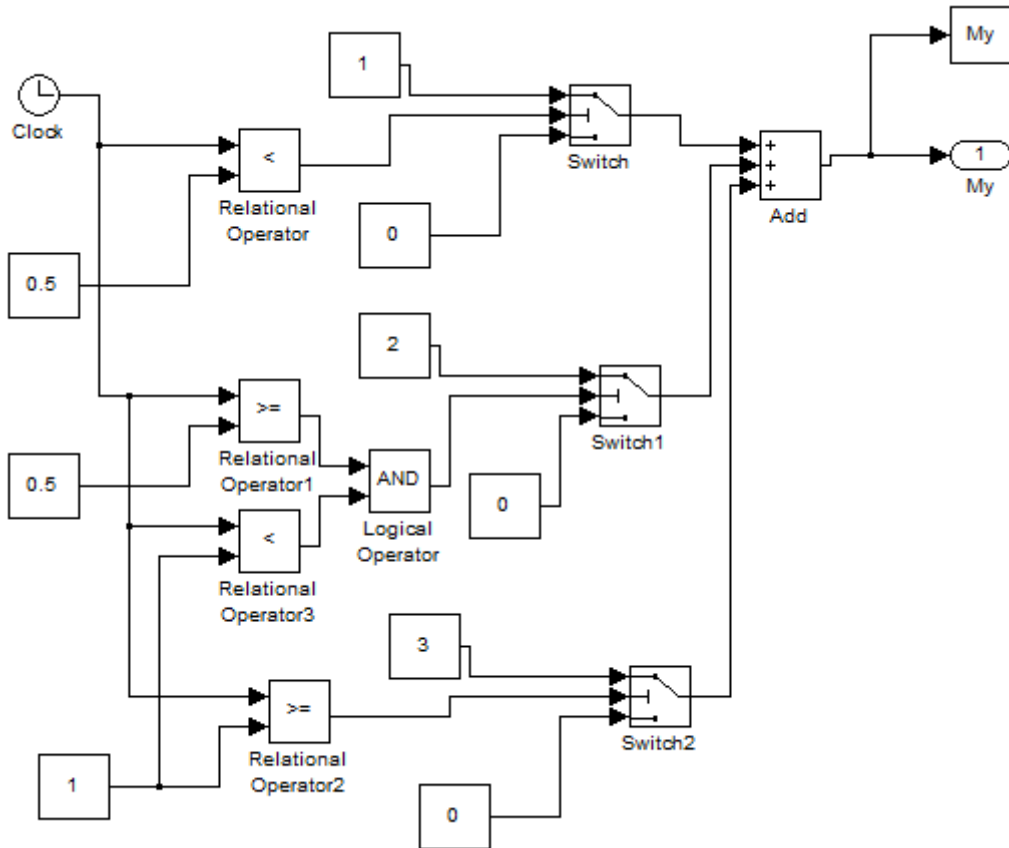 My
1
Clock
<
Switch
+
+
+
1
My
Relational
Operator
0
Add
0.5
2
>=
Switch1
Relational
Operator1
0.5
AND
0
<
Logical
Operator
Relational
Operator3
3
>=
Switch2
Relational
Operator2
1
0